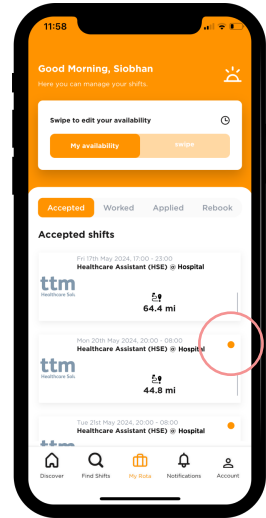 11:58
Good Morning, Siobhan
Here you can manage your shifts.
Swipe to edit your availability
My availability
swipe
Accepted Worked Applied Rebook
Accepted shifts
Fri 17th May 2024, 17:00 - 23:00
Healthcare Assistant (HSE) @ Hospital
ttm
Healthcare Solu
64.4 mi
Mon 20th May 2024, 20:00 - 08:00
Healthcare Assistant (HSE) @ Hospital
ttm
Healthcare Solu
44.8 mi
Tue 21st May 2024, 20:00 - 08:00
Healthcare Assistant (HSE) @ Hospital
ttm
Discover Find Shifts My Rota Notifications Account